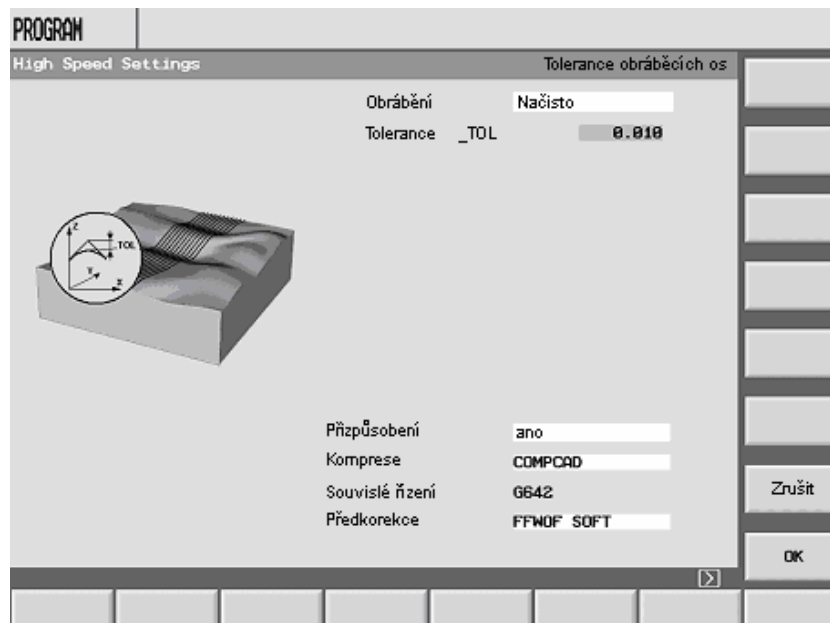 PROGRAM
High Speed Settings Tolerance obráběcích os
Obrábění Načisto
Tolerance _TOL 0.010
Z
TOL
Y
X
Přizpůsobení ano
Komprese COMPCAD
Souvislé řízení G642
Předkorekce FFWOF SOFT
Zrušit
OK